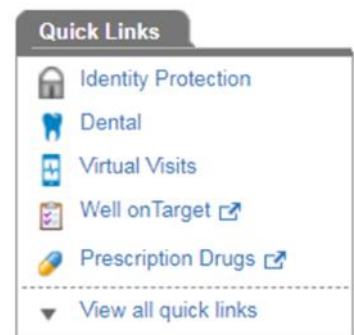 Quick Links
Identity Protection
Dental
Virtual Visits
Well onTarget
Prescription Drugs
View all quick links